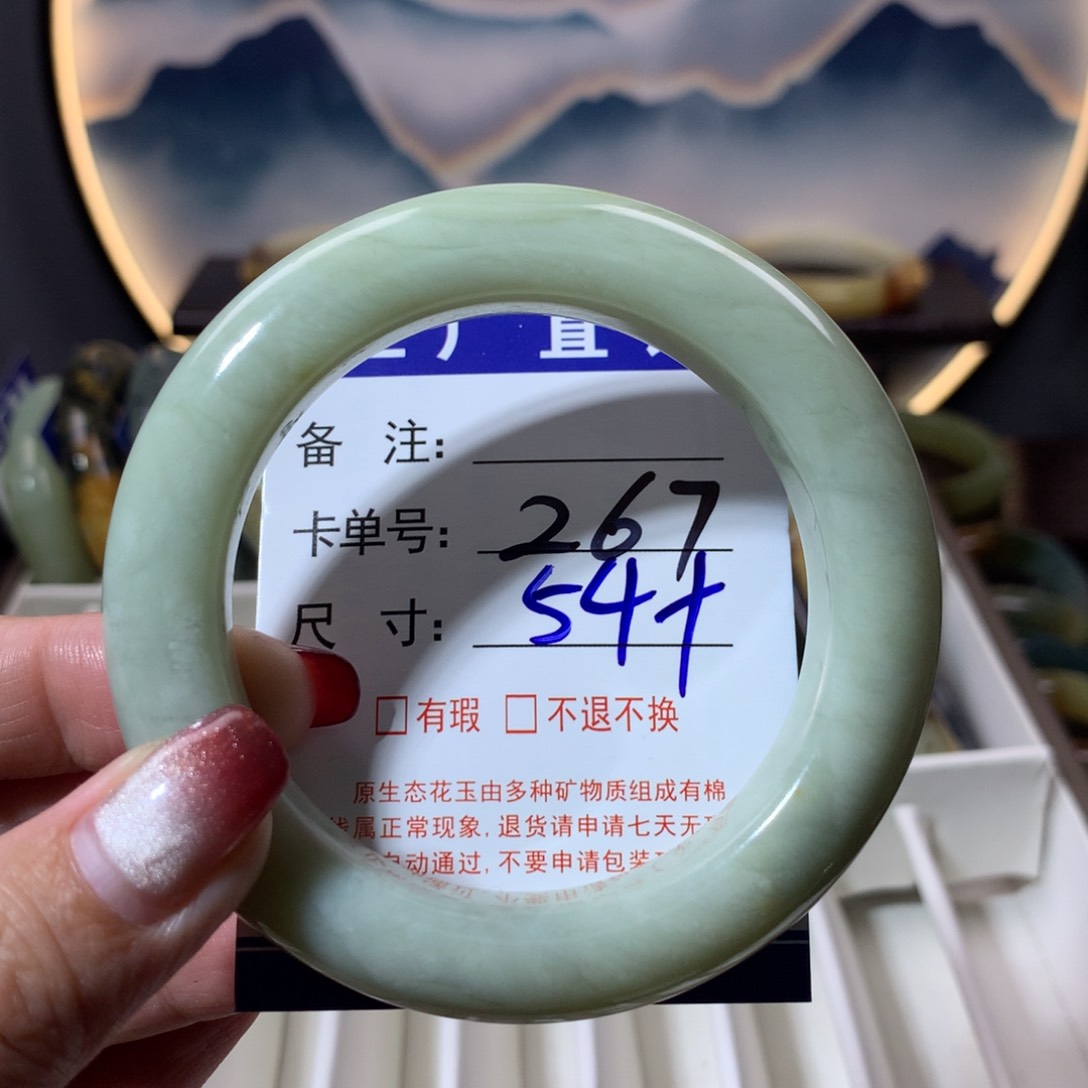 厂 直
备 注:
卡单号: 267
尺 寸: 54+
□有瑕 □不退不换
原生态花玉由多种矿物质组成有棉
属正常现象,退货请申请七天无
自动通过,不要申请包装